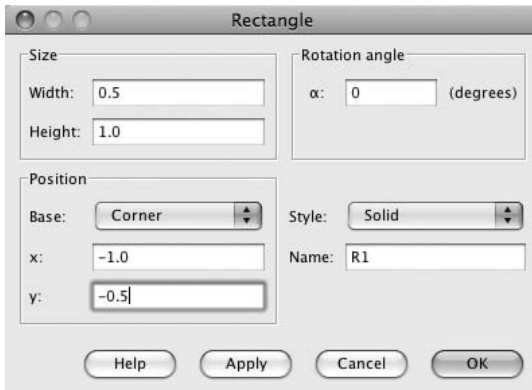 Rectangle
Size
Width: 0.5
Height: 1.0
Rotation angle
α: 0 (degrees)
Position
Base: Corner
x: -1.0
y: -0.5
Style: Solid
Name: R1
Help Apply Cancel OK